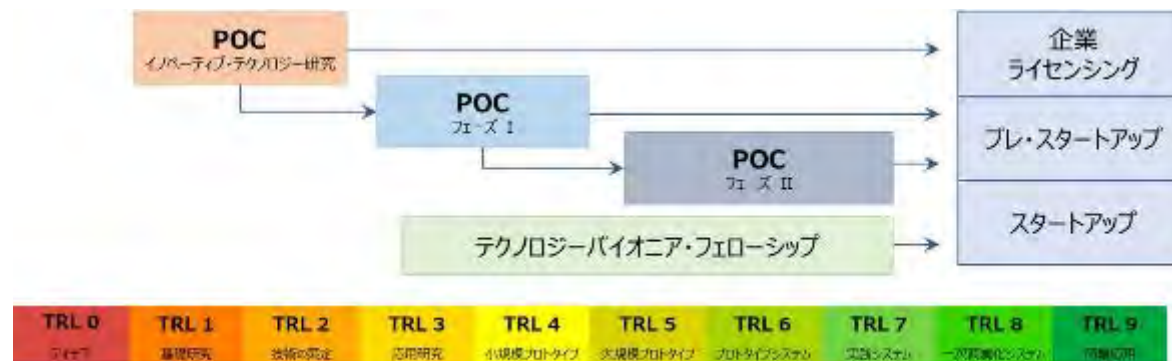 POC
イノベーティブ・テクノロジー研究
企業
ライセンシング
POC
フェーズ I
プレ・スタートアップ
POC
フェーズ II
スタートアップ
テクノロジーパイオニア・フェローシップ
TRL 0
TRL 1
TRL 2
TRL 3
TRL 4
TRL 5
TRL 6
TRL 7
TRL 8
TRL 9
アイデア
基礎研究
応用研究
小規模プロトタイプ
大規模プロトタイプ
プロトタイプシステム
実証システム